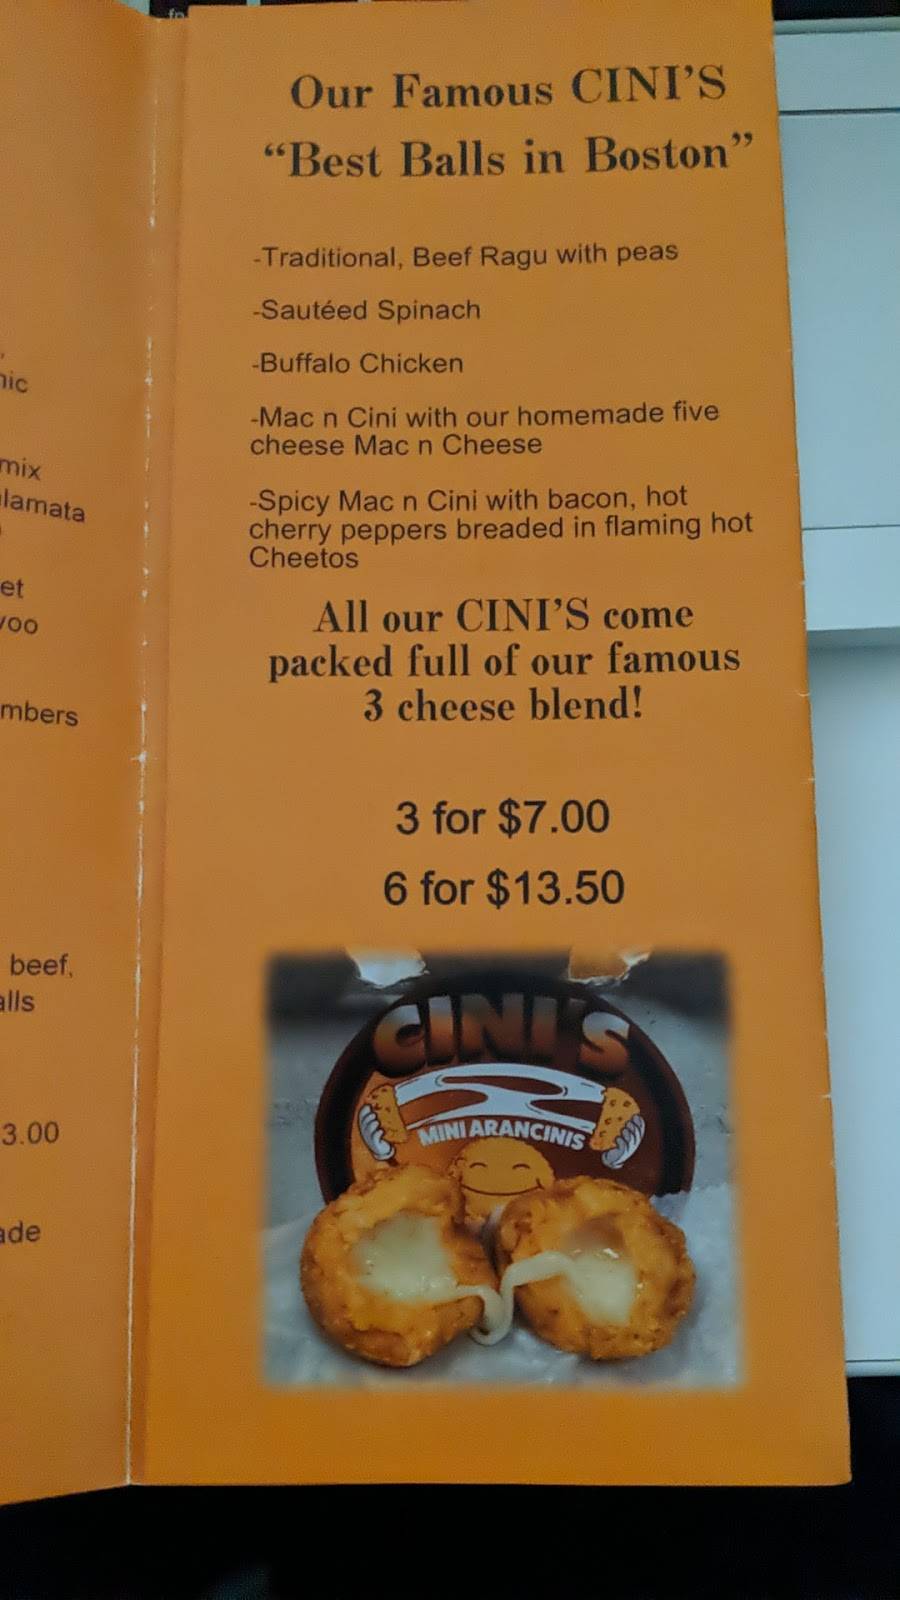 Our Famous CINI'S
“Best Balls in Boston”
-Traditional, Beef Ragu with peas
-Sautéed Spinach
-Buffalo Chicken
-Mac n Cini with our homemade five
cheese Mac n Cheese
-Spicy Mac n Cini with bacon, hot
cherry peppers breaded in flaming hot
Cheetos
All our CINI'S come
packed full of our famous
3 cheese blend!
3 for $7.00
6 for $13.50
CINI'S
MINI ARANCINIS
nic
mix
lamata
et
voo
mbers
beef,
alls
3.00
ade